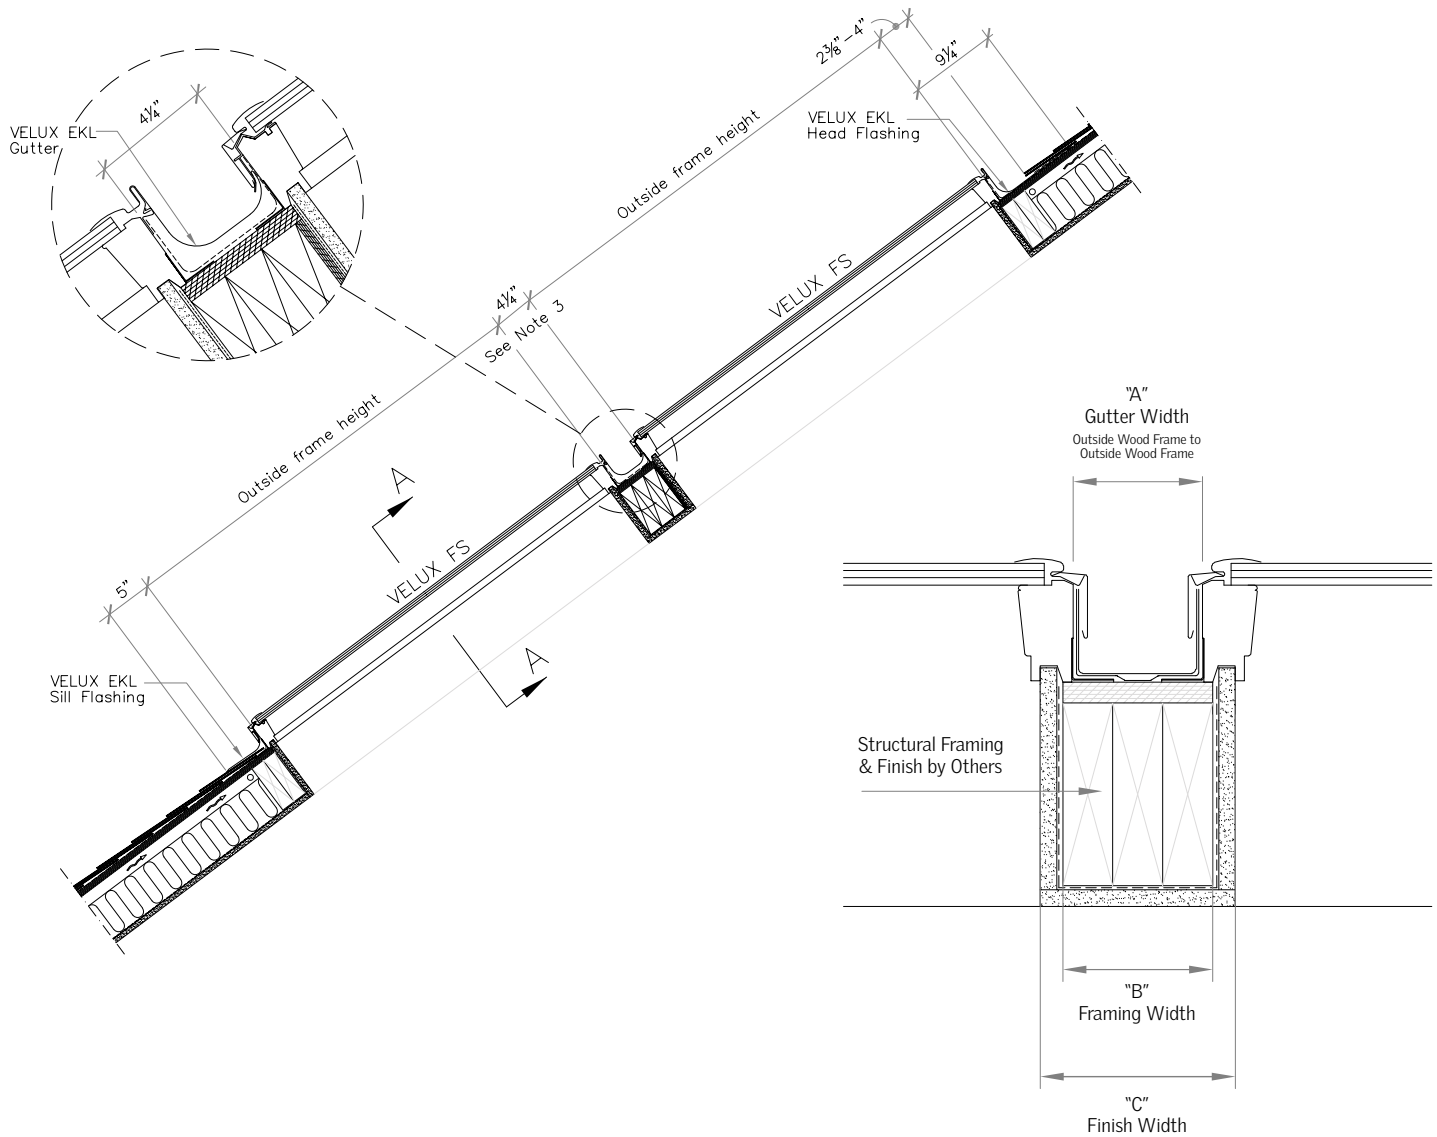 2⅜" - 4"
9¼"
VELUX EKL
Head Flashing
4¼"
VELUX EKL
Gutter
Outside frame height
VELUX FS
4¼"
See Note 3
Outside frame height
A
VELUX FS
5"
A
VELUX EKL
Sill Flashing
"A"
Gutter Width
Outside Wood Frame to
Outside Wood Frame
Structural Framing
& Finish by Others
"B"
Framing Width
"C"
Finish Width